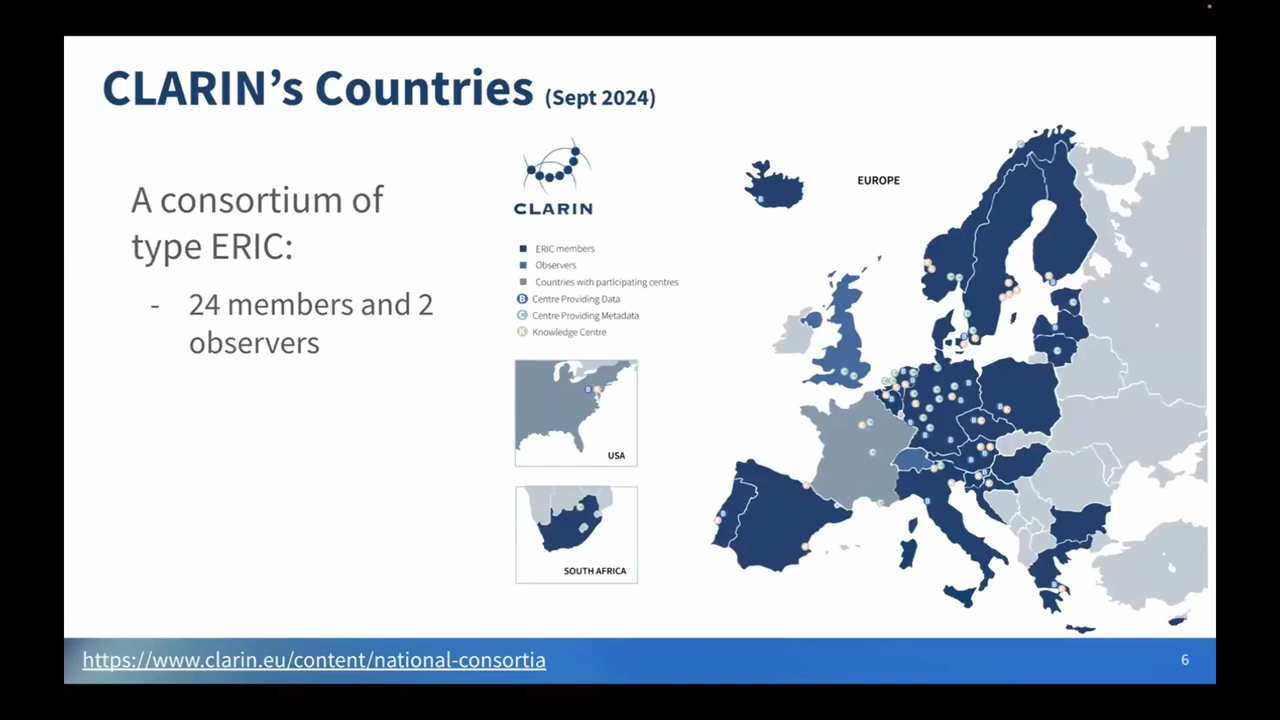 CLARIN's Countries (Sept 2024)
A consortium of
type ERIC:
- 24 members and 2
observers
CLARIN
ERIC members
Observers
Countries with participating centres
B Centre Providing Data
C Centre Providing Metadata
K Knowledge Centre
EUROPE
USA
SOUTH AFRICA
https://www.clarin.eu/content/national-consortia
6